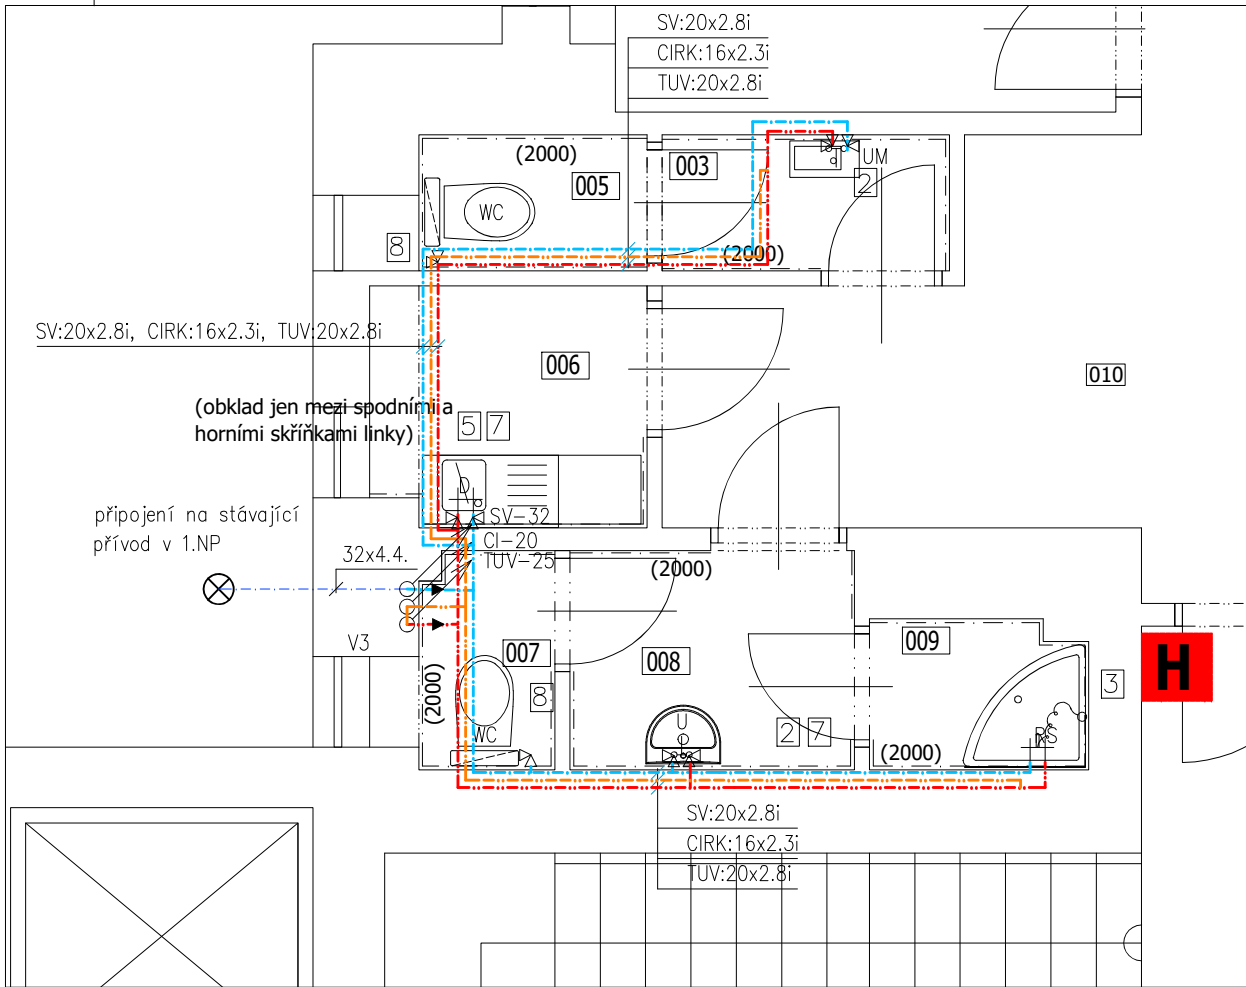 SV:20x2.8i
CIRK:16x2.3i
TUV:20x2.8i
(2000)
005
003
UM
2
WC
8
(2000)
SV:20x2.8i, CIRK:16x2.3i, TUV:20x2.8i
006
010
(obklad jen mezi spodními a
horními skříňkami linky)
5 7
D
připojení na stávající
přívod v 1.NP
SV-32
CI-20
TUV-25
32x4.4.
(2000)
V3
007
008
009
H
(2000)
8
3
WC
U
2 7
RS
(2000)
SV:20x2.8i
CIRK:16x2.3i
TUV:20x2.8i